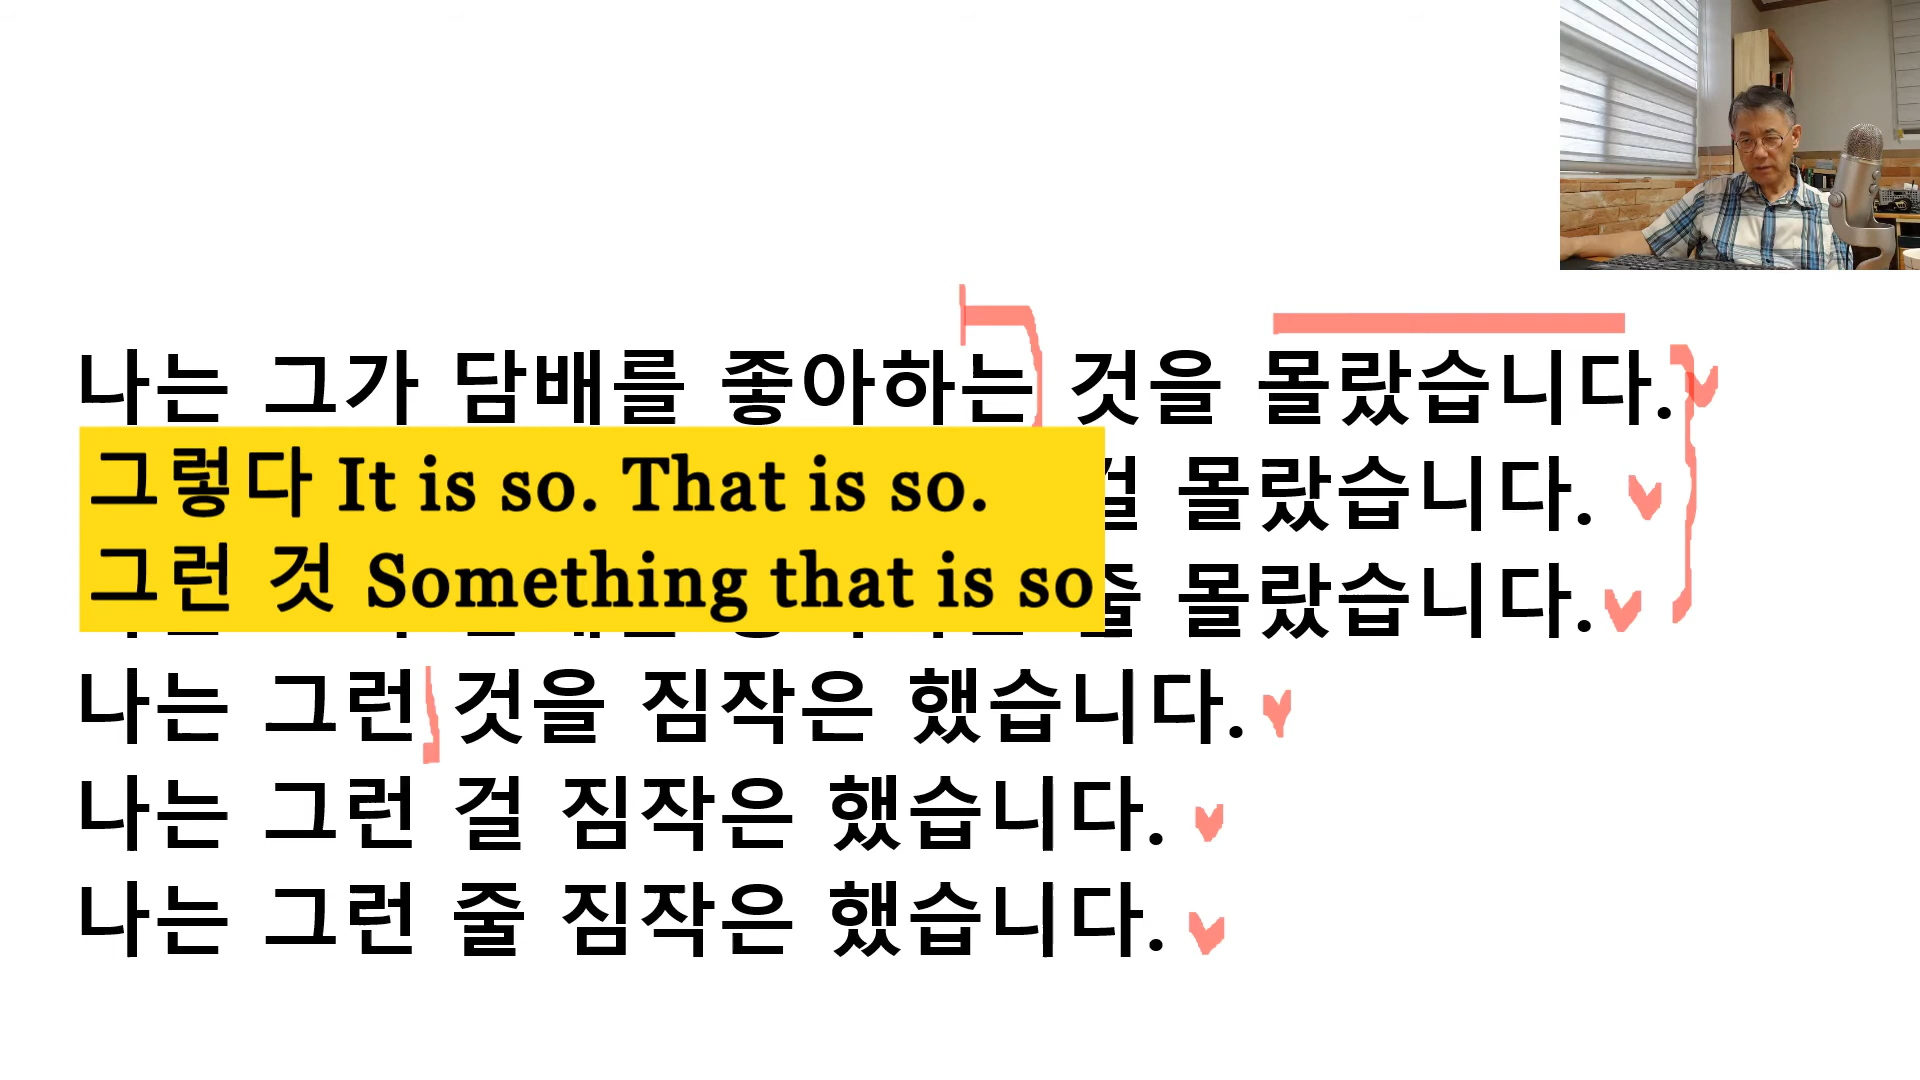 나는 그가 담배를 좋아하는 것을 몰랐습니다.
그렇다 It is so. That is so.
그런 것 Something that is so
걸 몰랐습니다.
줄 몰랐습니다.
나는 그런 것을 짐작은 했습니다.
나는 그런 걸 짐작은 했습니다.
나는 그런 줄 짐작은 했습니다.